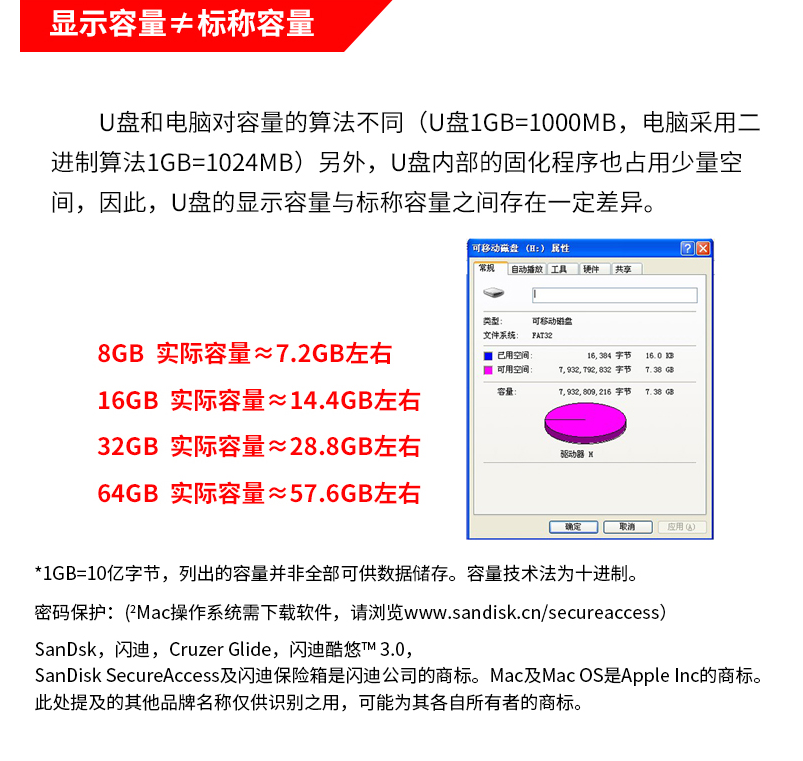 显示容量≠标称容量
U盘和电脑对容量的算法不同（U盘1GB=1000MB，电脑采用二
进制算法1GB=1024MB）另外，U盘内部的固化程序也占用少量空
间，因此，U盘的显示容量与标称容量之间存在一定差异。
8GB 实际容量≈7.2GB左右
16GB 实际容量≈14.4GB左右
32GB 实际容量≈28.8GB左右
64GB 实际容量≈57.6GB左右
可移动磁盘 (H:) 属性
常规 自动播放 工具 硬件 共享
类型: 可移动磁盘
文件系统: FAT32
已用空间: 16,384 字节 16.0 KB
可用空间: 7,932,792,832 字节 7.38 GB
容量: 7,932,809,216 字节 7.38 GB
驱动器 H
确定 取消 应用(A)
*1GB=10亿字节，列出的容量并非全部可供数据储存。容量技术法为十进制。
密码保护：(²Mac操作系统需下载软件，请浏览www.sandisk.cn/secureaccess）
SanDsk，闪迪，Cruzer Glide，闪迪酷悠™ 3.0，
SanDisk SecureAccess及闪迪保险箱是闪迪公司的商标。Mac及Mac OS是Apple Inc的商标。
此处提及的其他品牌名称仅供识别之用，可能为其各自所有者的商标。